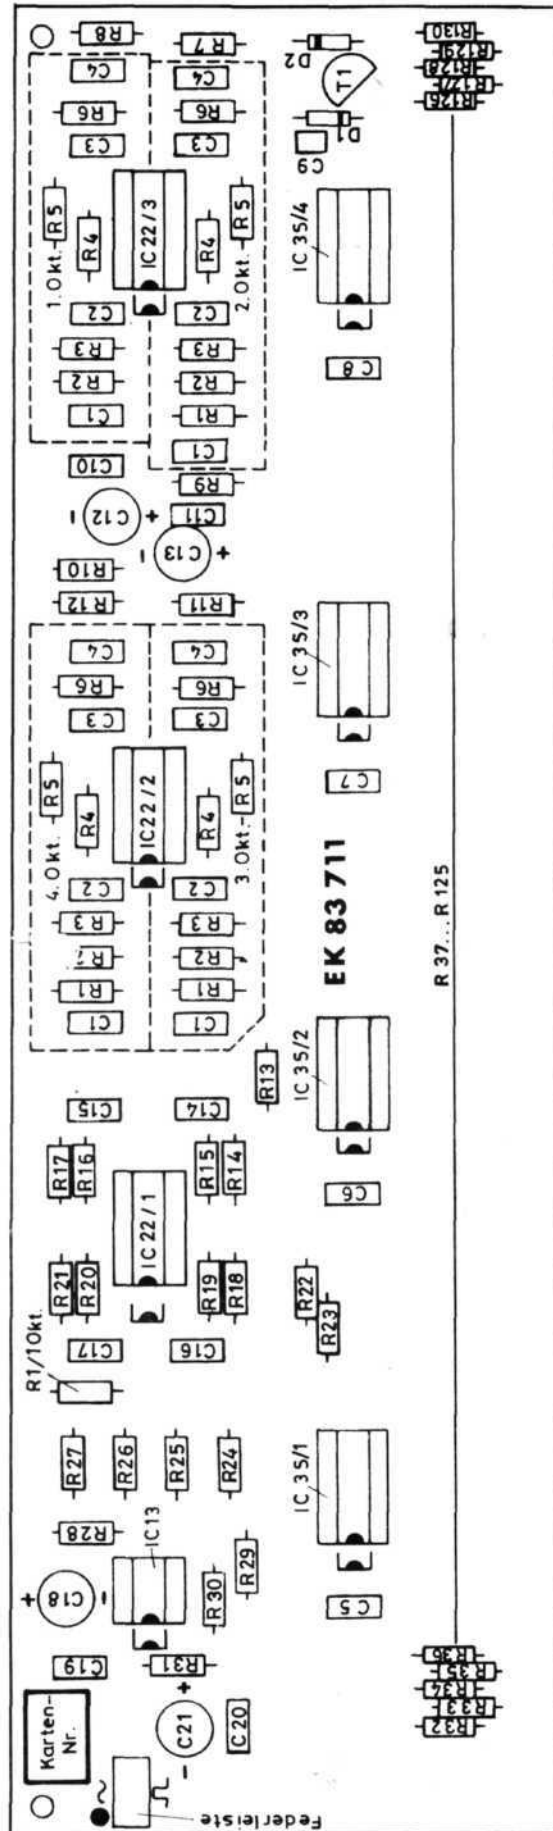 R8
R7
D2
T1
R130
R129
R128
R127
R126
C4
C4
R6
R6
C3
C3
D1
C9
R5
R4
IC 22/3
R4
R5
1.Okt.
2.Okt.
IC 35/4
C2
C2
R3
R3
C8
R2
R2
C1
R1
C1
C10
R9
C12
+
-
C11
C13
+
-
R10
R12
R11
C4
C4
R6
R6
C3
C3
IC 35/3
R5
R4
IC 22/2
R4
R5
4.Okt.
3.Okt.
C7
C2
C2
R3
R3
R2
R1
R1
C1
C1
EK 83 711
R 37... R 125
R13
IC 35/2
C15
C14
R17
R16
R15
R14
IC 22/1
C6
R21
R20
R19
R18
R22
R23
R1/10kt.
C17
C16
R27
R26
R25
R24
IC 35/1
R28
IC13
R29
R30
+
C18
-
C5
C19
R31
R36
R35
R34
R33
R32
Karten-
Nr.
+
C21
-
C20
~
Federleiste